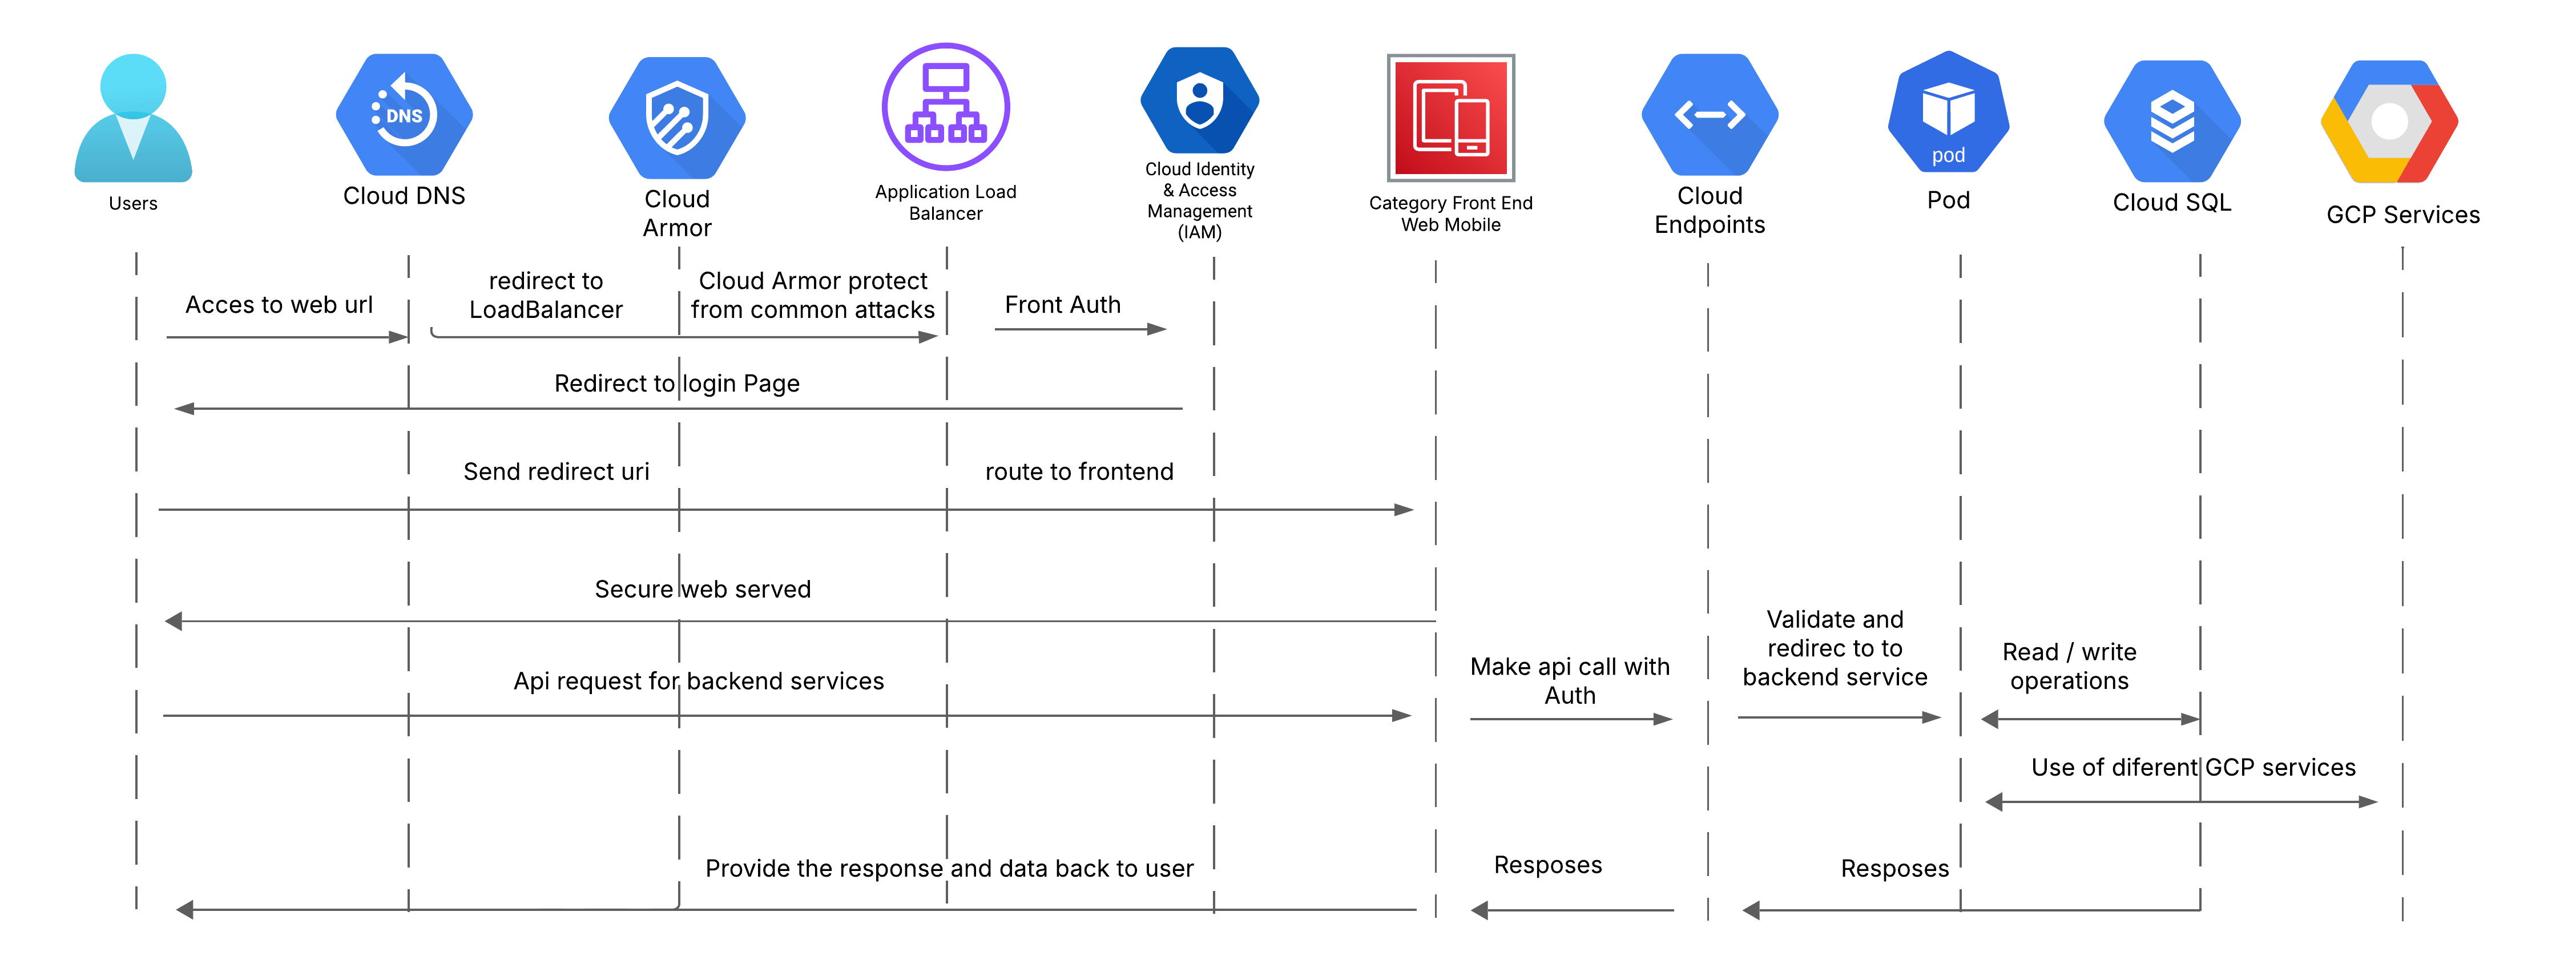 DNS
pod
Users
Cloud DNS
Cloud
Armor
Application Load
Balancer
Cloud Identity
& Access
Management
(IAM)
Category Front End
Web Mobile
Cloud
Endpoints
Pod
Cloud SQL
GCP Services
Acces to web url
redirect to
LoadBalancer
Cloud Armor protect
from common attacks
Front Auth
Redirect to login Page
Send redirect uri
route to frontend
Secure web served
Api request for backend services
Make api call with
Auth
Validate and
redirec to to
backend service
Read / write
operations
Use of diferent GCP services
Provide the response and data back to user
Resposes
Resposes